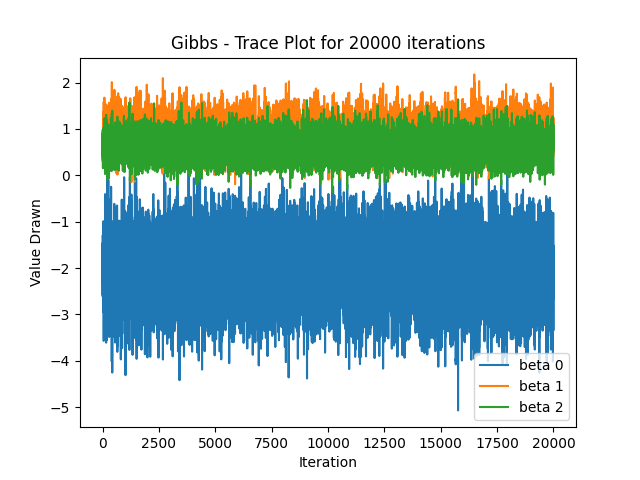 Gibbs - Trace Plot for 20000 iterations
Value Drawn
2
1
0
−1
−2
−3
−4
−5
beta 0
beta 1
beta 2
0 2500 5000 7500 10000 12500 15000 17500 20000
Iteration